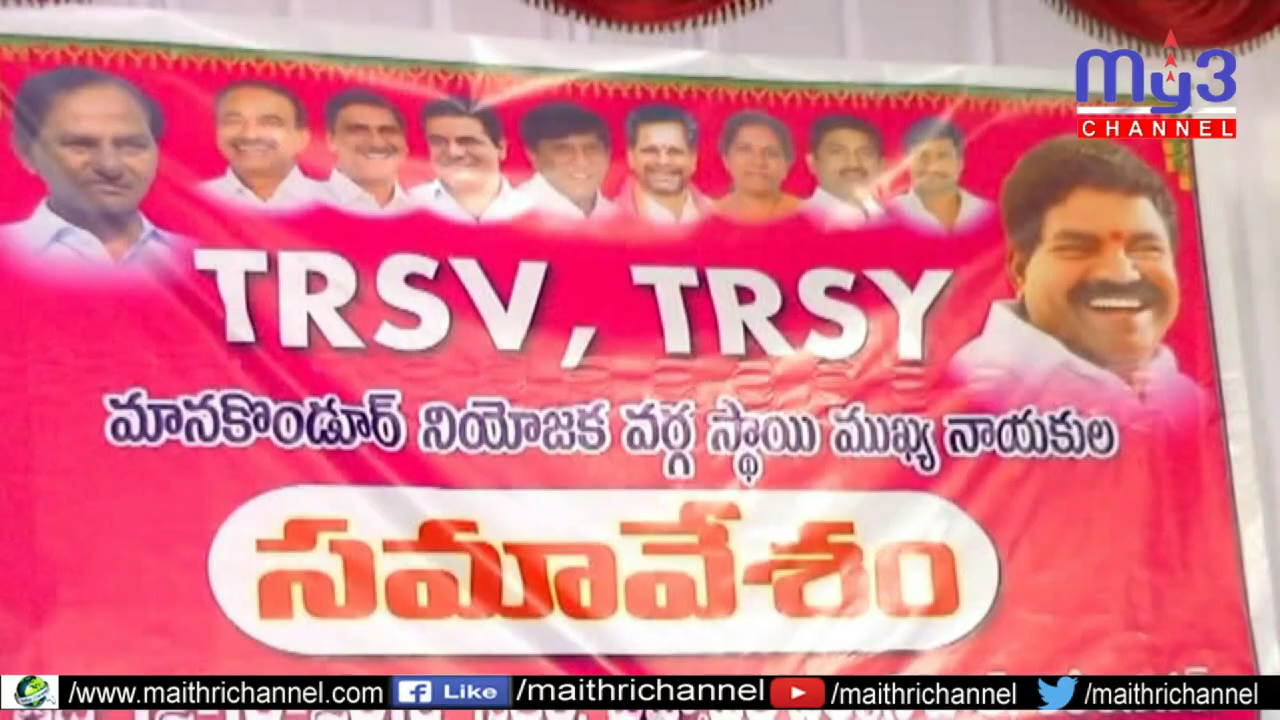 My3
CHANNEL
TRSV, TRSY
మానకొండూర్ నియోజక వర్గ స్థాయి ముఖ్య నాయకుల
సమావేశం
/www.maithrichannel.com Like /maithrichannel /maithrichannel /maithrichannel